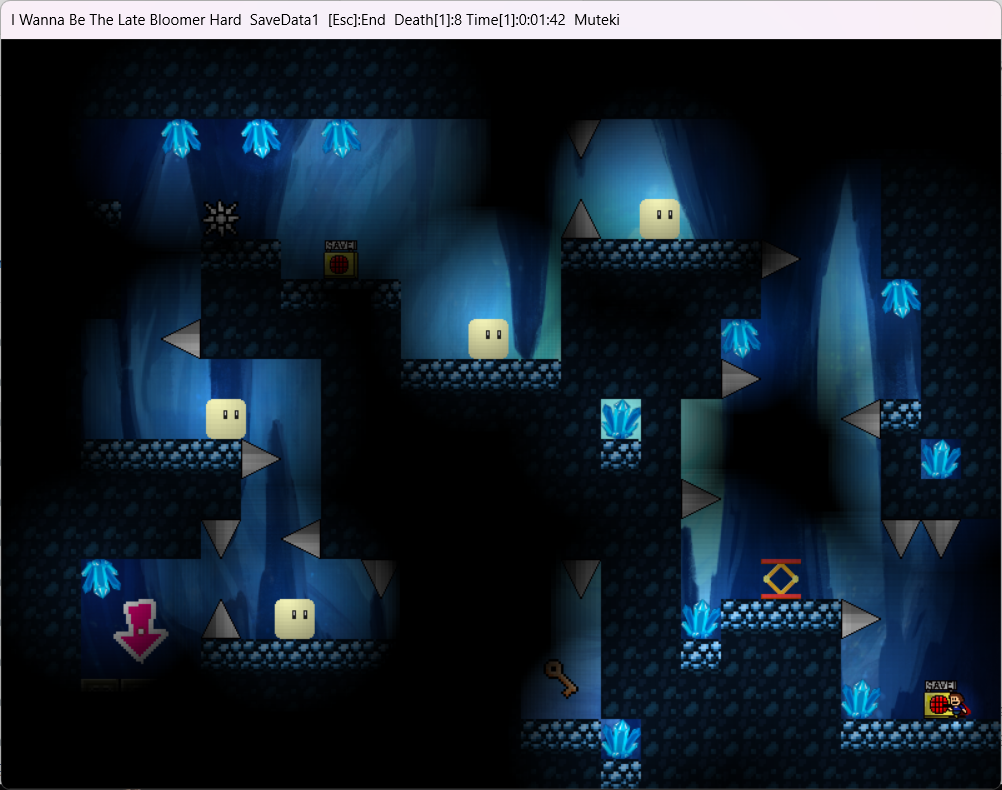 I Wanna Be The Late Bloomer Hard  SaveData1  [Esc]:End  Death[1]:8 Time[1]:0:01:42  Muteki
SAVE!
SAVE!